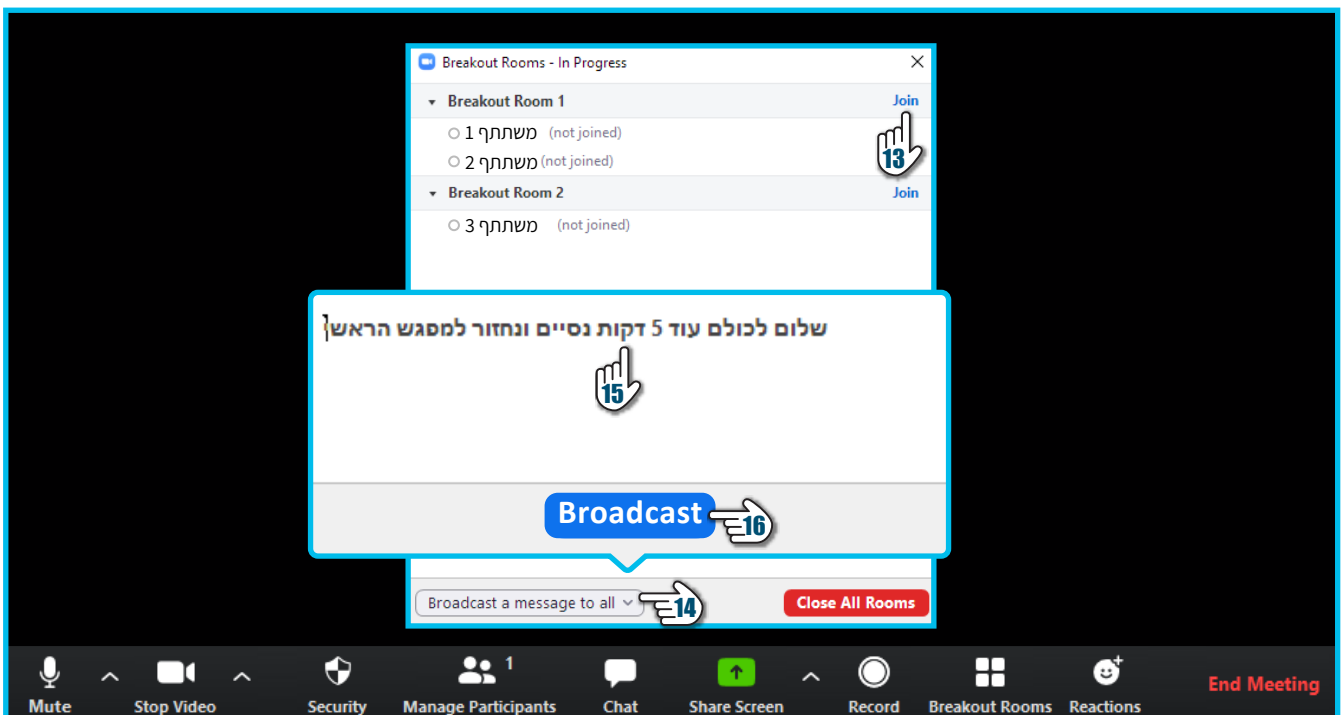 Breakout Rooms - In Progress
Breakout Room 1 Join
13
משתתף 1 (not joined)
משתתף 2 (not joined)
Breakout Room 2 Join
משתתף 3 (not joined)
שלום לכולם עוד 5 דקות נסיים ונחזור למפגש הראשי
15
Broadcast 16
Broadcast a message to all 14 Close All Rooms
1
Mute Stop Video Security Manage Participants Chat Share Screen Record Breakout Rooms Reactions End Meeting